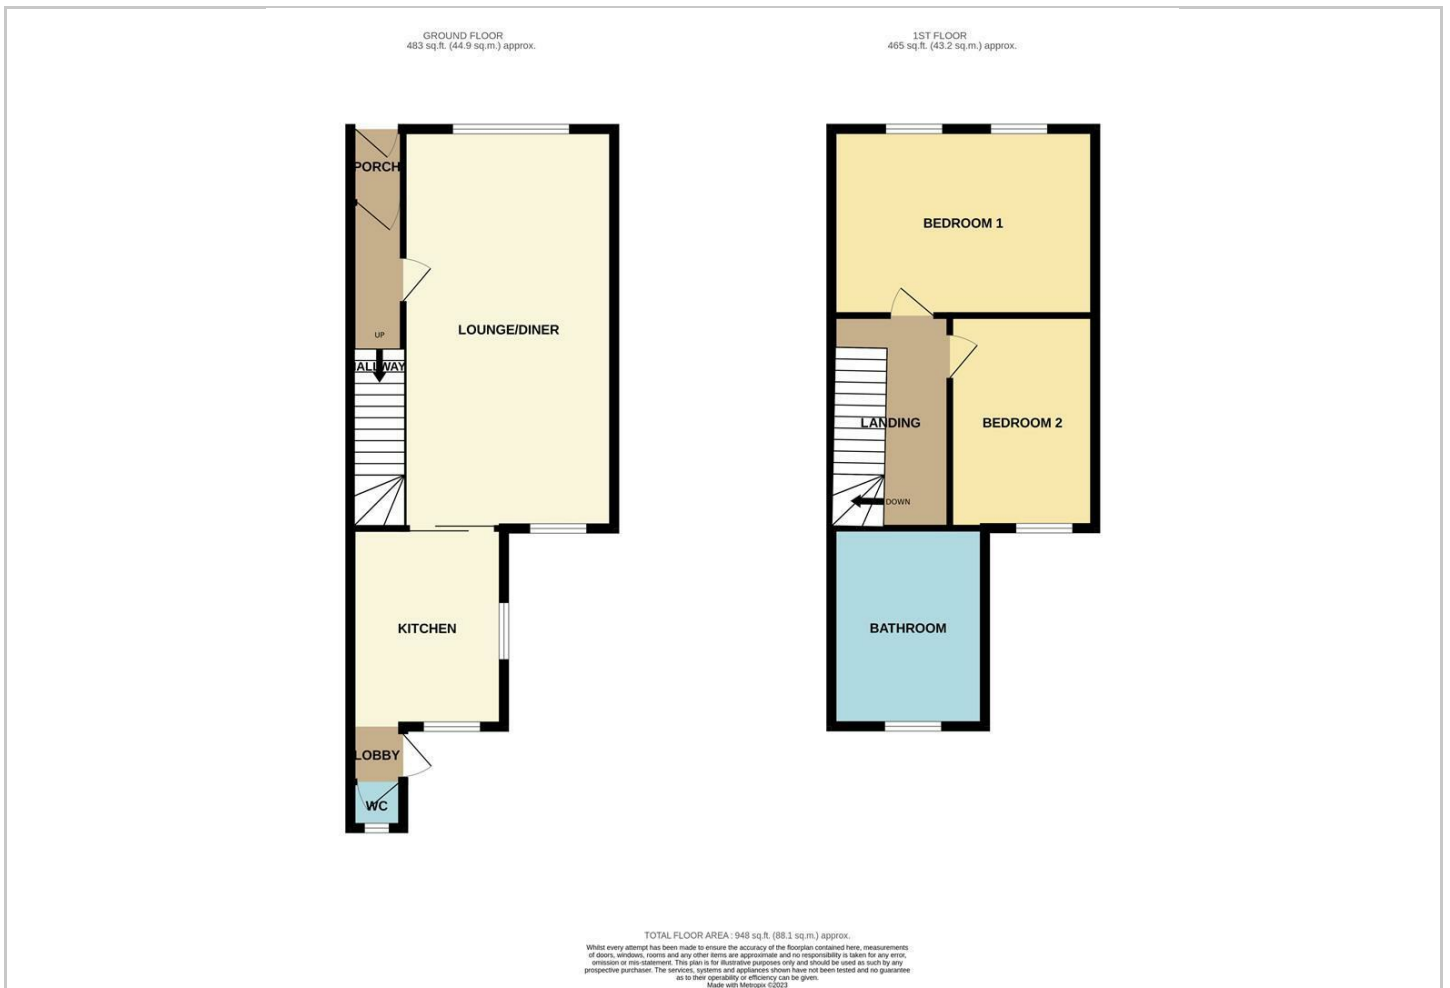 GROUND FLOOR
483 sq.ft. (44.9 sq.m.) approx.
1ST FLOOR
465 sq.ft. (43.2 sq.m.) approx.
PORCH
UP
HALLWAY
LOUNGE/DINER
KITCHEN
LOBBY
WC
BEDROOM 1
LANDING
BEDROOM 2
DOWN
BATHROOM
TOTAL FLOOR AREA : 948 sq.ft. (88.1 sq.m.) approx.
Whilst every attempt has been made to ensure the accuracy of the floorplan contained here, measurements
of doors, windows, rooms and any other items are approximate and no responsibility is taken for any error,
omission or mis-statement. This plan is for illustrative purposes only and should be used as such by any
prospective purchaser. The services, systems and appliances shown have not been tested and no guarantee
as to their operability or efficiency can be given.
Made with Metropix ©2023